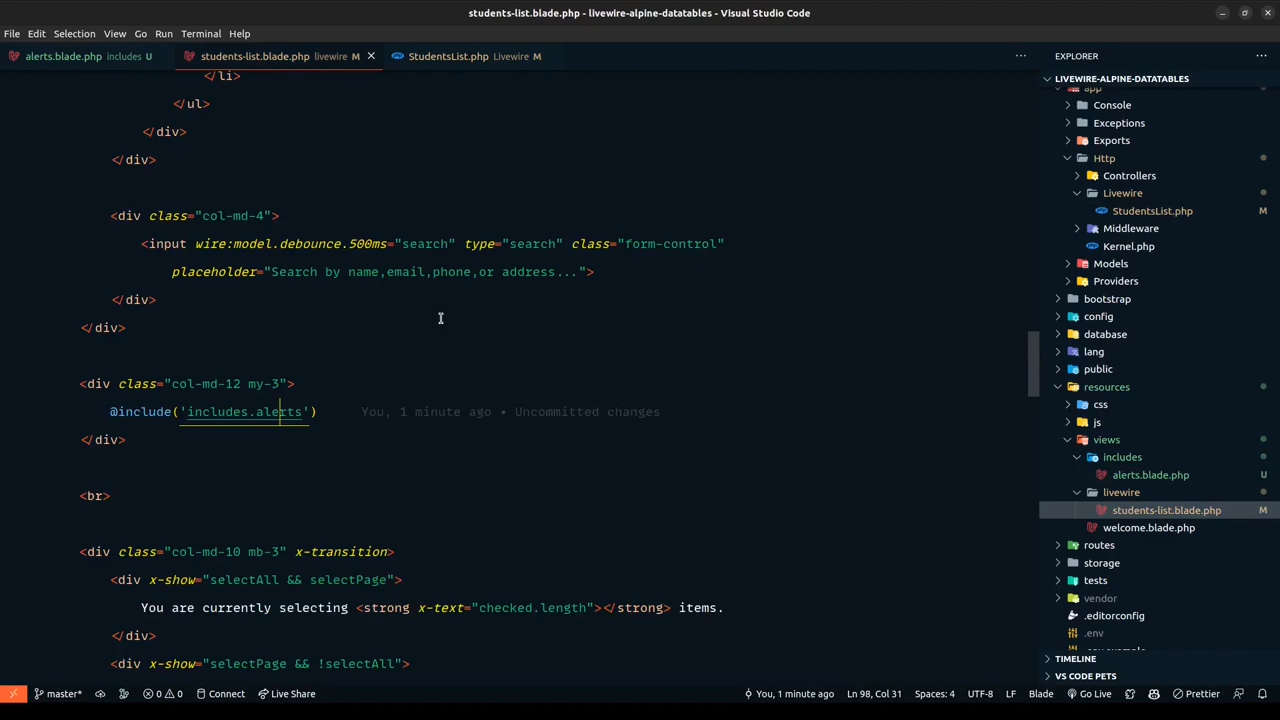 students-list.blade.php - livewire-alpine-datatables - Visual Studio Code
File Edit Selection View Go Run Terminal Help
alerts.blade.php includes U
students-list.blade.php livewire M
StudentsList.php Livewire M
</li>
</ul>
</div>
</div>
<div class="col-md-4">
<input wire:model.debounce.500ms="search" type="search" class="form-control"
placeholder="Search by name,email,phone,or address...">
</div>
</div>
<div class="col-md-12 my-3">
@include('includes.alerts') You, 1 minute ago • Uncommitted changes
</div>
<br>
<div class="col-md-10 mb-3" x-transition>
<div x-show="selectAll && selectPage">
You are currently selecting <strong x-text="checked.length"></strong> items.
</div>
<div x-show="selectPage && !selectAll">
EXPLORER
LIVEWIRE-ALPINE-DATATABLES
app
Console
Exceptions
Exports
Http
Controllers
Livewire
StudentsList.php M
Middleware
Kernel.php
Models
Providers
bootstrap
config
database
lang
public
resources
css
js
views
includes
alerts.blade.php U
livewire
students-list.blade.php M
welcome.blade.php
routes
storage
tests
vendor
.editorconfig
.env
TIMELINE
VS CODE PETS
master* 0 0 Connect Live Share You, 1 minute ago Ln 98, Col 31 Spaces: 4 UTF-8 LF Blade Go Live Prettier